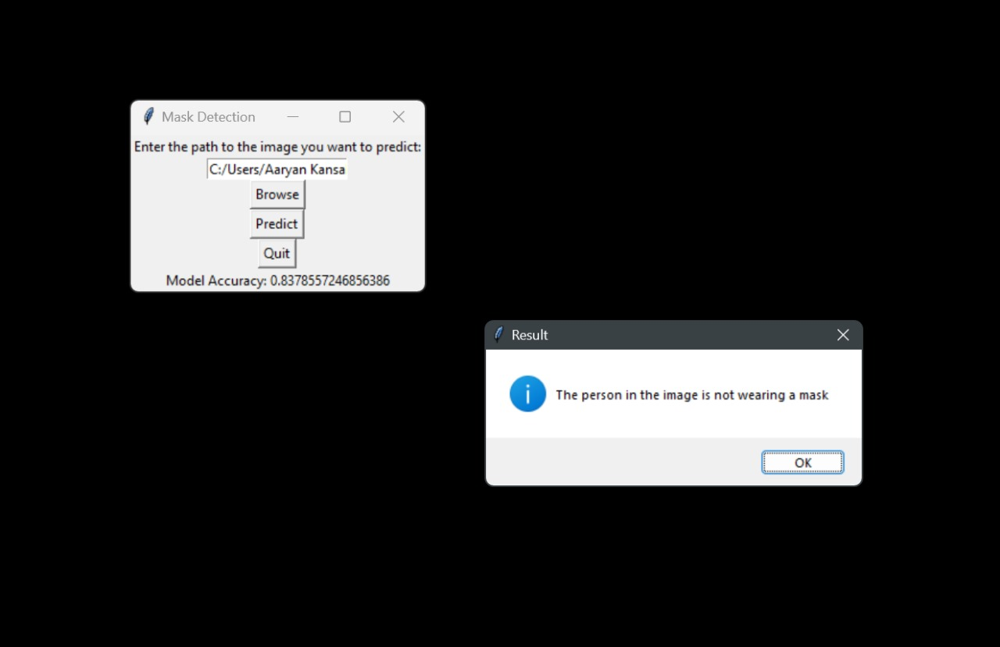 Mask Detection
Enter the path to the image you want to predict:
C:/Users/Aaryan Kansa
Browse
Predict
Quit
Model Accuracy: 0.8378557246856386
Result
The person in the image is not wearing a mask
OK